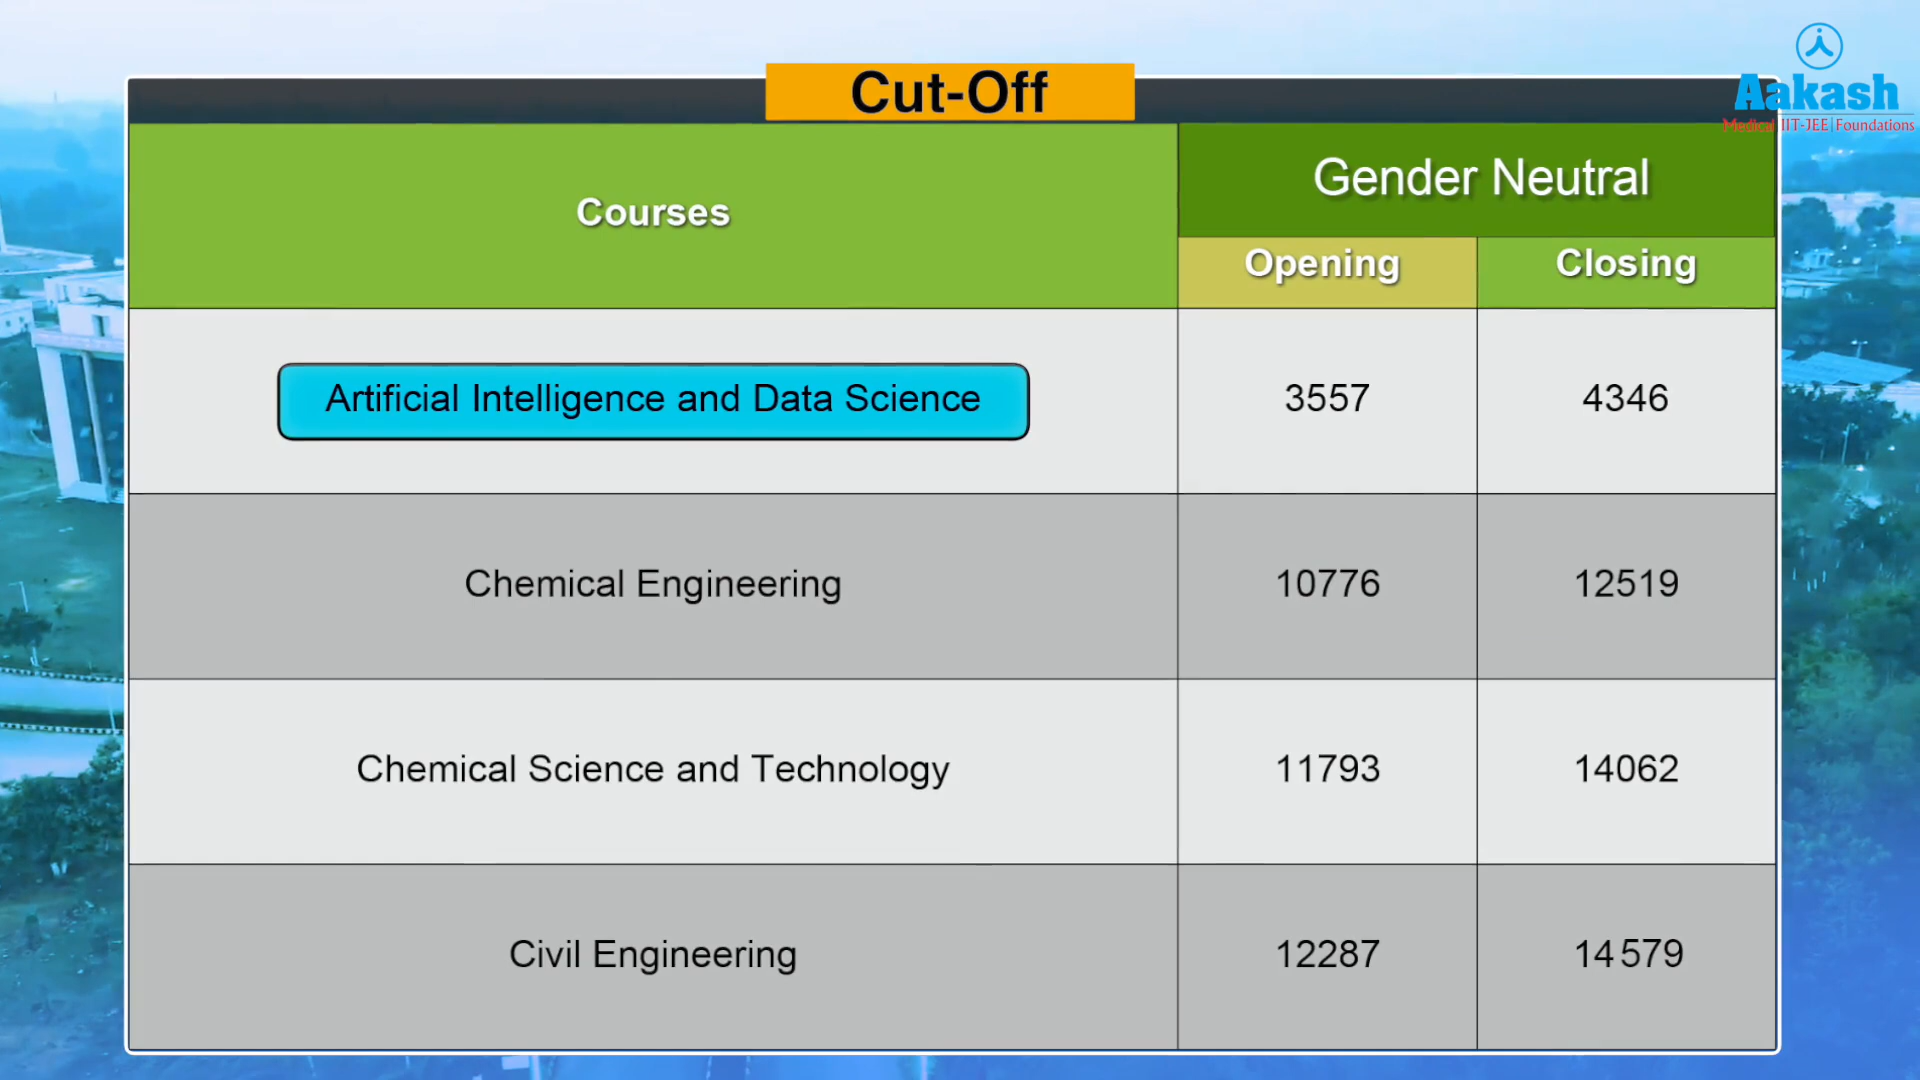 Cut-Off
Aakash
Medical IIT-JEE Foundations
Courses
Gender Neutral
Opening Closing
Artificial Intelligence and Data Science 3557 4346
Chemical Engineering 10776 12519
Chemical Science and Technology 11793 14062
Civil Engineering 12287 14579